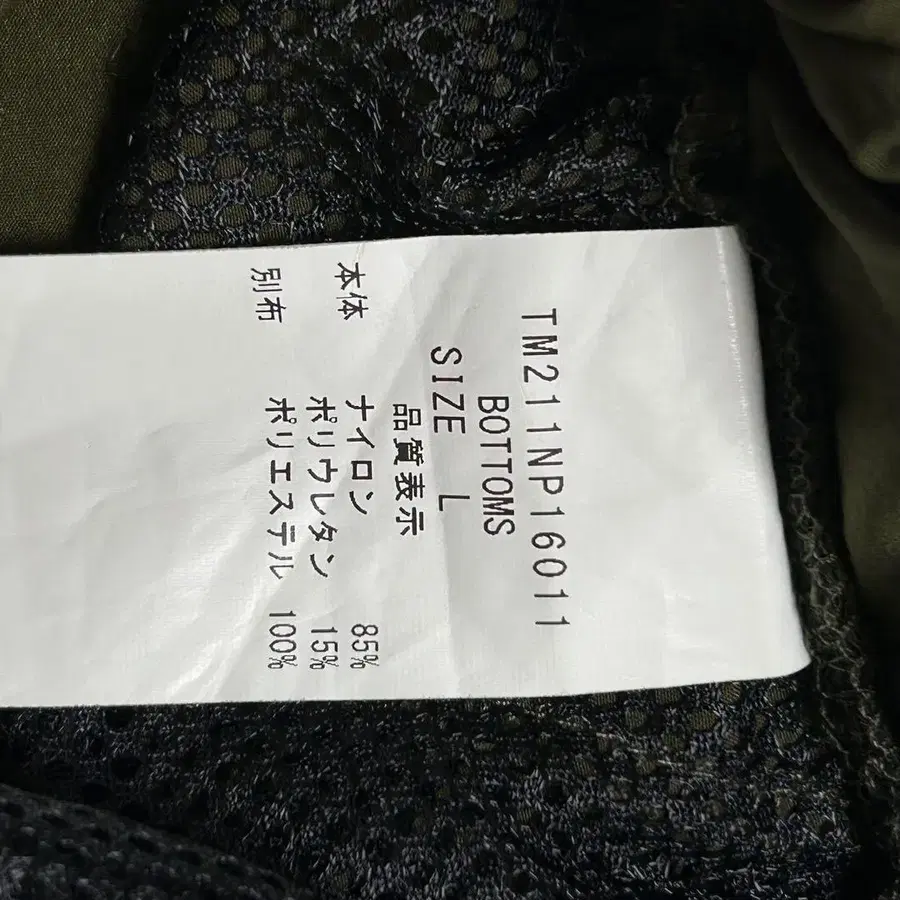 TM211NP16011
BOTTOMS
SIZE L
品質表示
本体 ナイロン 85%
ポリウレタン 15%
別布 ポリエステル 100%